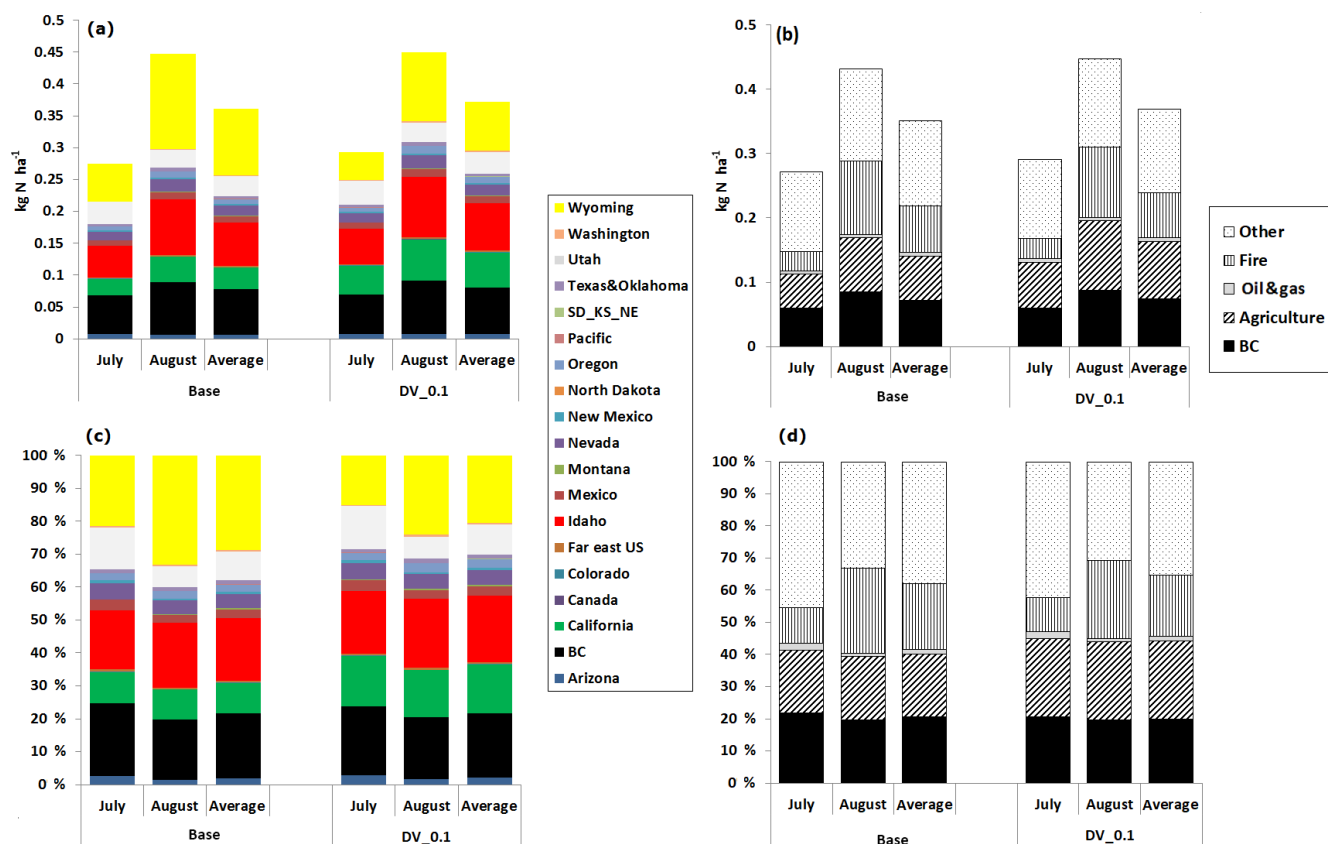 (a)
kg N ha-1
0.5
0.45
0.4
0.35
0.3
0.25
0.2
0.15
0.1
0.05
0
July August Average July August Average
Base DV_0.1
Wyoming
Washington
Utah
Texas&Oklahoma
SD_KS_NE
Pacific
Oregon
North Dakota
New Mexico
Nevada
Montana
Mexico
Idaho
Far east US
Colorado
Canada
California
BC
Arizona
(b)
0.5
0.4
0.3
0.2
0.1
0
July August Average July August Average
Base DV_0.1
Other
Fire
Oil&gas
Agriculture
BC
(c)
100 %
90 %
80 %
70 %
60 %
50 %
40 %
30 %
20 %
10 %
0 %
July August Average July August Average
Base DV_0.1
(d)
100 %
90 %
80 %
70 %
60 %
50 %
40 %
30 %
20 %
10 %
0 %
July August Average July August Average
Base DV_0.1